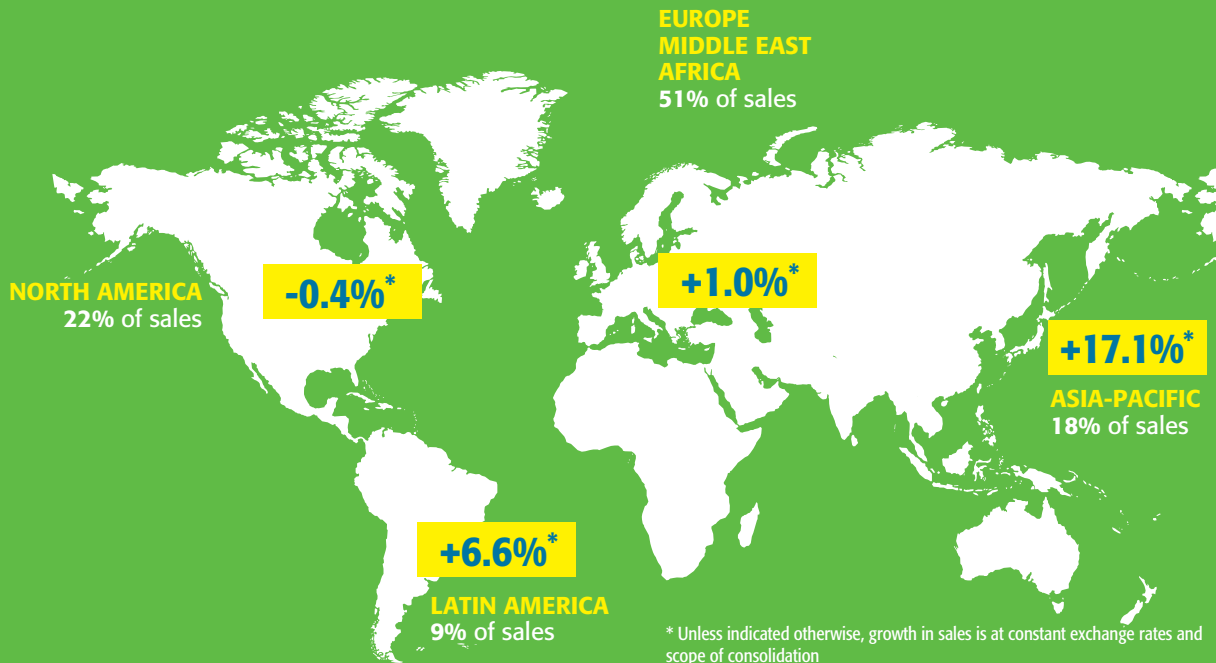 EUROPE
MIDDLE EAST
AFRICA
51% of sales
+1.0%*
NORTH AMERICA
22% of sales
-0.4%*
+17.1%*
ASIA-PACIFIC
18% of sales
+6.6%*
LATIN AMERICA
9% of sales
* Unless indicated otherwise, growth in sales is at constant exchange rates and
scope of consolidation